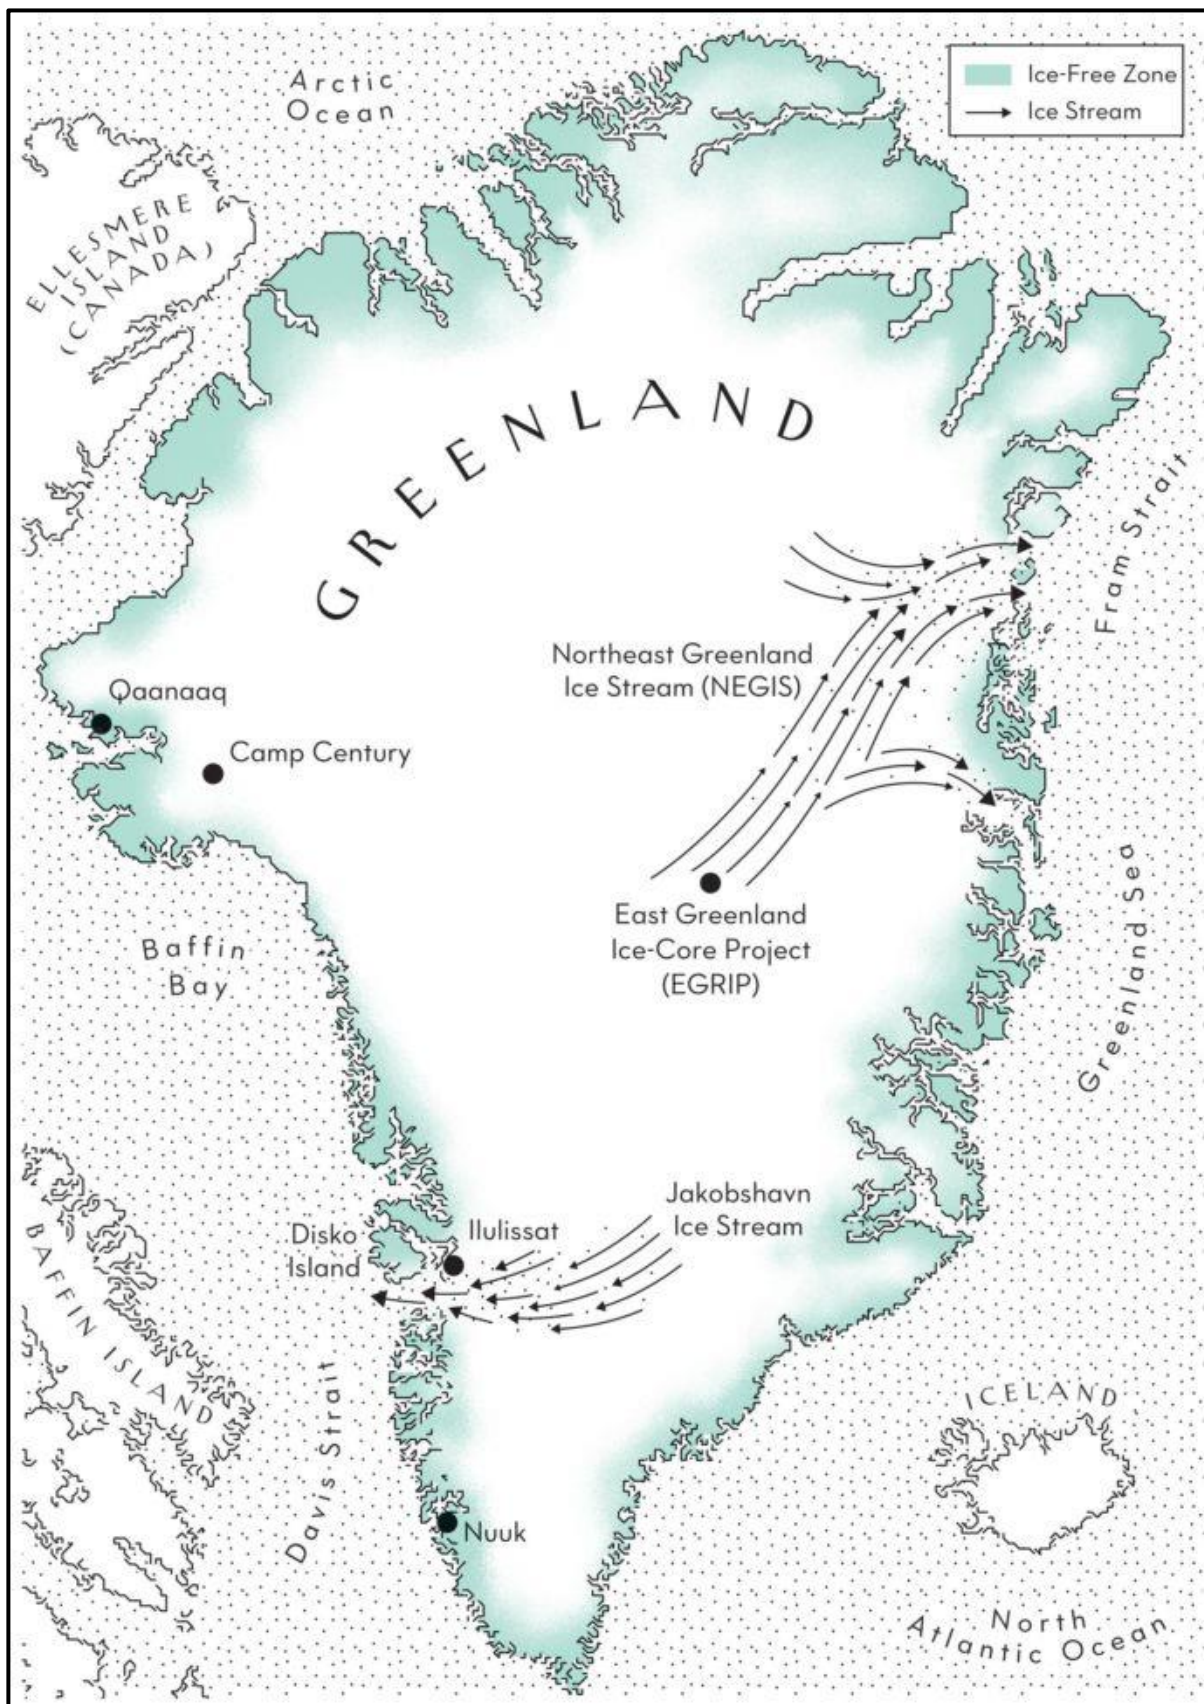 Arctic
Ocean
Ice-Free Zone
Ice Stream
ELLESMERE
ISLAND
(CANADA)
GREENLAND
Fram Strait
Northeast Greenland
Ice Stream (NEGIS)
Qaanaaq
Camp Century
East Greenland
Ice-Core Project
(EGRIP)
Baffin
Bay
Greenland Sea
Jakobshavn
Ice Stream
Disko
Island
Ilulissat
BAFFIN ISLAND
Davis Strait
ICELAND
Nuuk
North
Atlantic Ocean